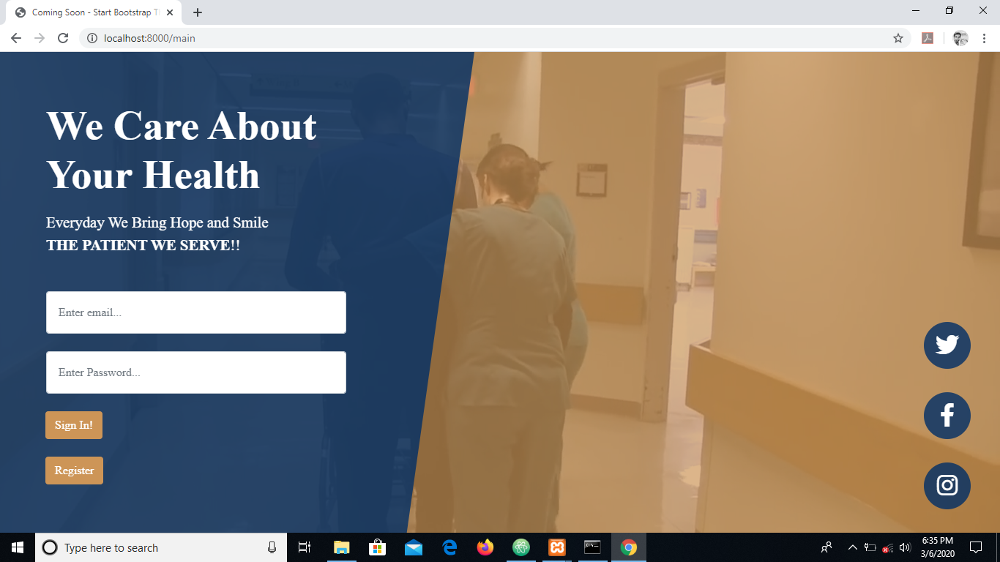 Coming Soon - Start Bootstrap T
localhost:8000/main
We Care About
Your Health
Everyday We Bring Hope and Smile
THE PATIENT WE SERVE!!
Enter email...
Enter Password...
Sign In!
Register
Type here to search
6:35 PM
3/6/2020